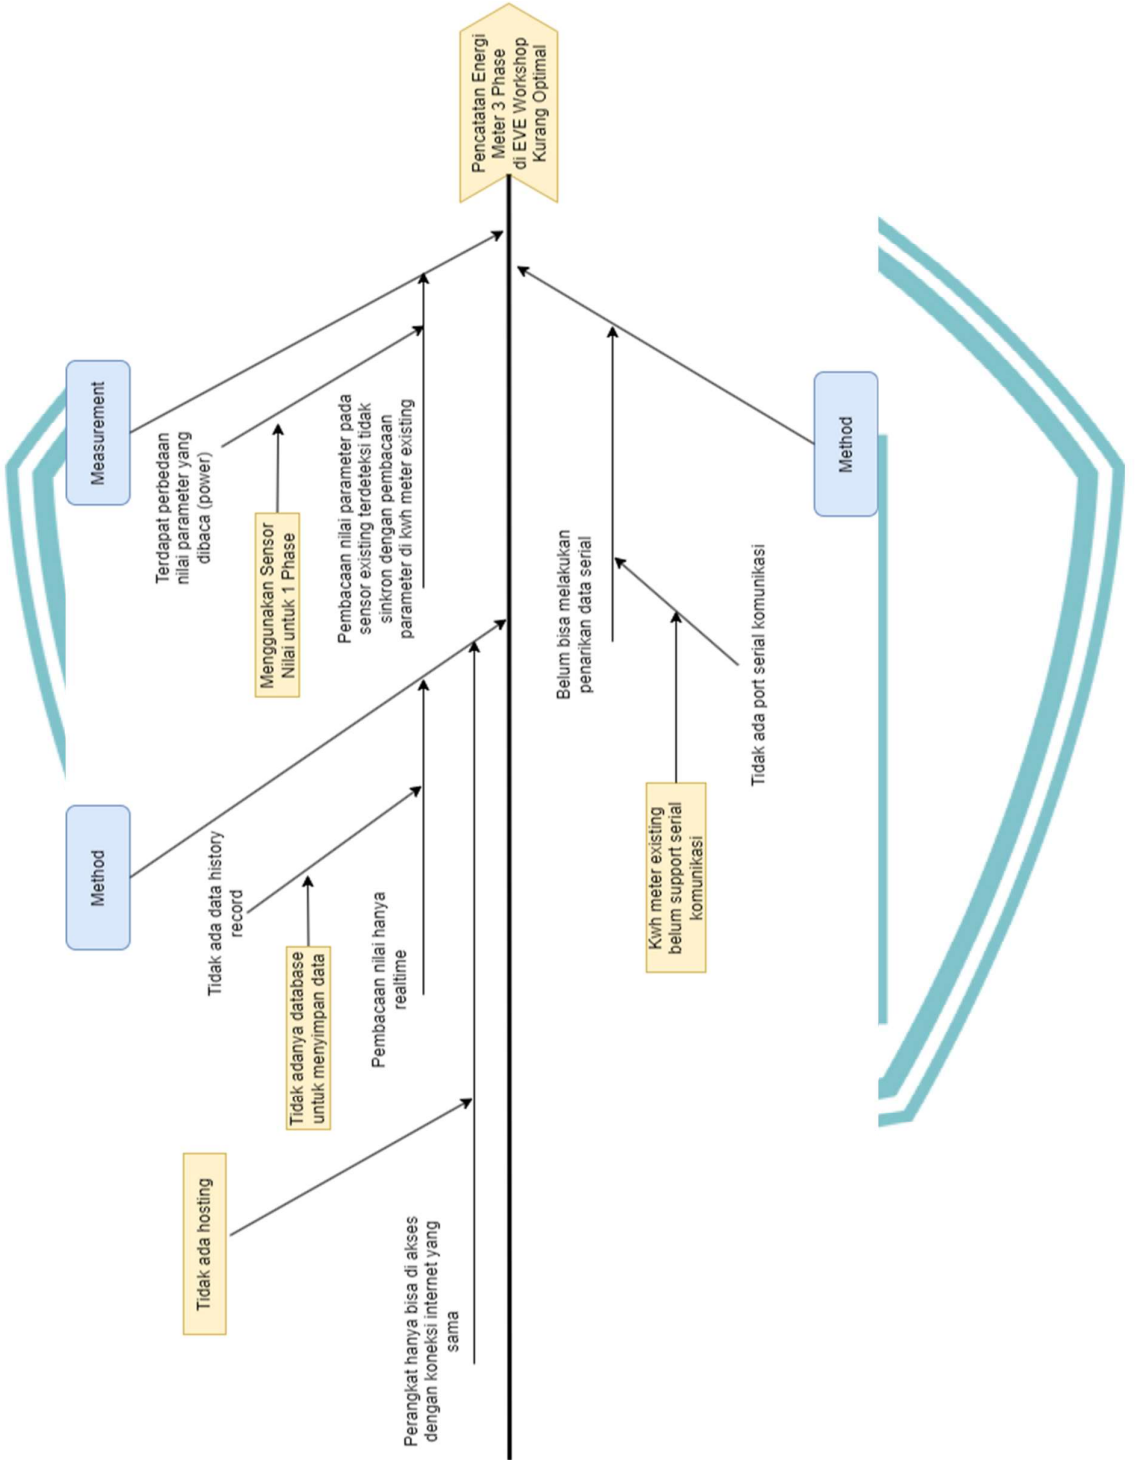 Method
Measurement
Tidak ada hosting
Tidak ada data history
record
Tidak adanya database
untuk menyimpan data
Pembacaan nilai hanya
realtime
Perangkat hanya bisa di akses
dengan koneksi internet yang
sama
Terdapat perbedaan
nilai parameter yang
dibaca (power)
Menggunakan Sensor
Nilai untuk 1 Phase
Pembacaan nilai parameter pada
sensor existing terdeteksi tidak
sinkron dengan pembacaan
parameter di kwh meter existing
Pencatatan Energi
Meter 3 Phase
di EVE Workshop
Kurang Optimal
Belum bisa melakukan
penarikan data serial
Kwh meter existing
belum support serial
komunikasi
Tidak ada port serial komunikasi
Method